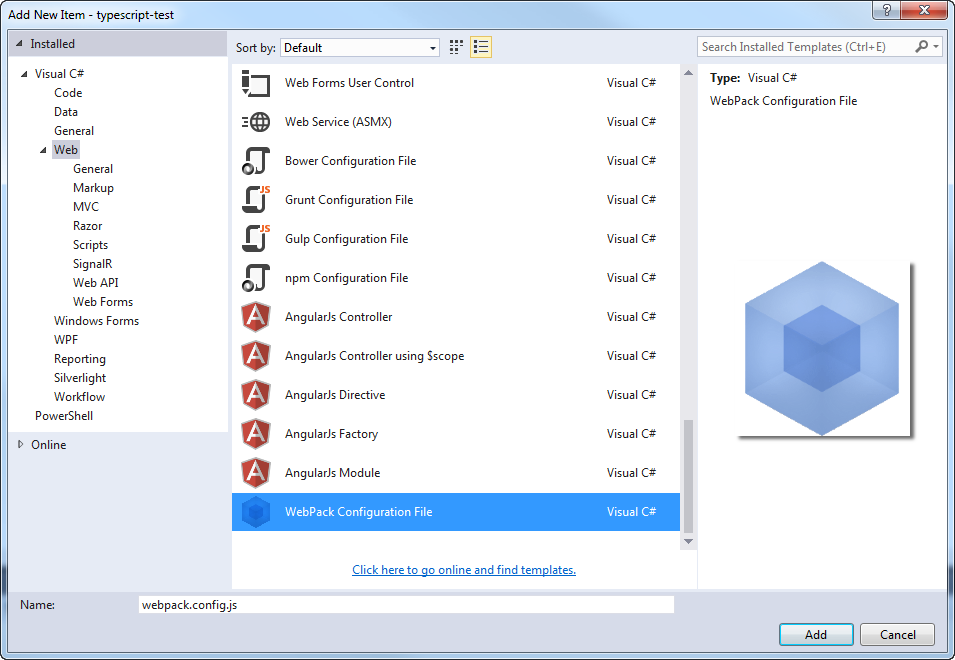 Add New Item - typescript-test
?
Installed
Sort by: Default
Search Installed Templates (Ctrl+E)
Visual C#
Code
Data
General
Web
General
Markup
MVC
Razor
Scripts
SignalR
Web API
Web Forms
Windows Forms
WPF
Reporting
Silverlight
Workflow
PowerShell
Online
Web Forms User Control Visual C#
Web Service (ASMX) Visual C#
Bower Configuration File Visual C#
JS Grunt Configuration File Visual C#
JS Gulp Configuration File Visual C#
npm Configuration File Visual C#
A AngularJs Controller Visual C#
A AngularJs Controller using $scope Visual C#
A AngularJs Directive Visual C#
A AngularJs Factory Visual C#
A AngularJs Module Visual C#
WebPack Configuration File Visual C#
Click here to go online and find templates.
Type: Visual C#
WebPack Configuration File
Name: webpack.config.js
Add Cancel